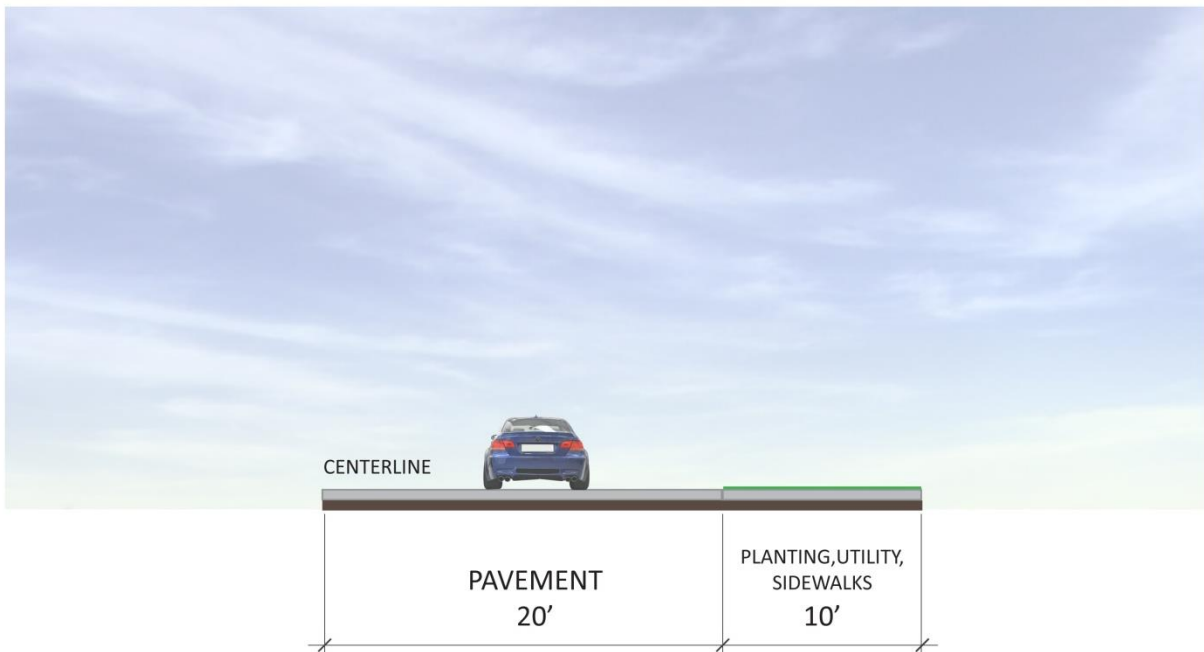 CENTERLINE
PAVEMENT
20’
PLANTING,UTILITY,
SIDEWALKS
10’